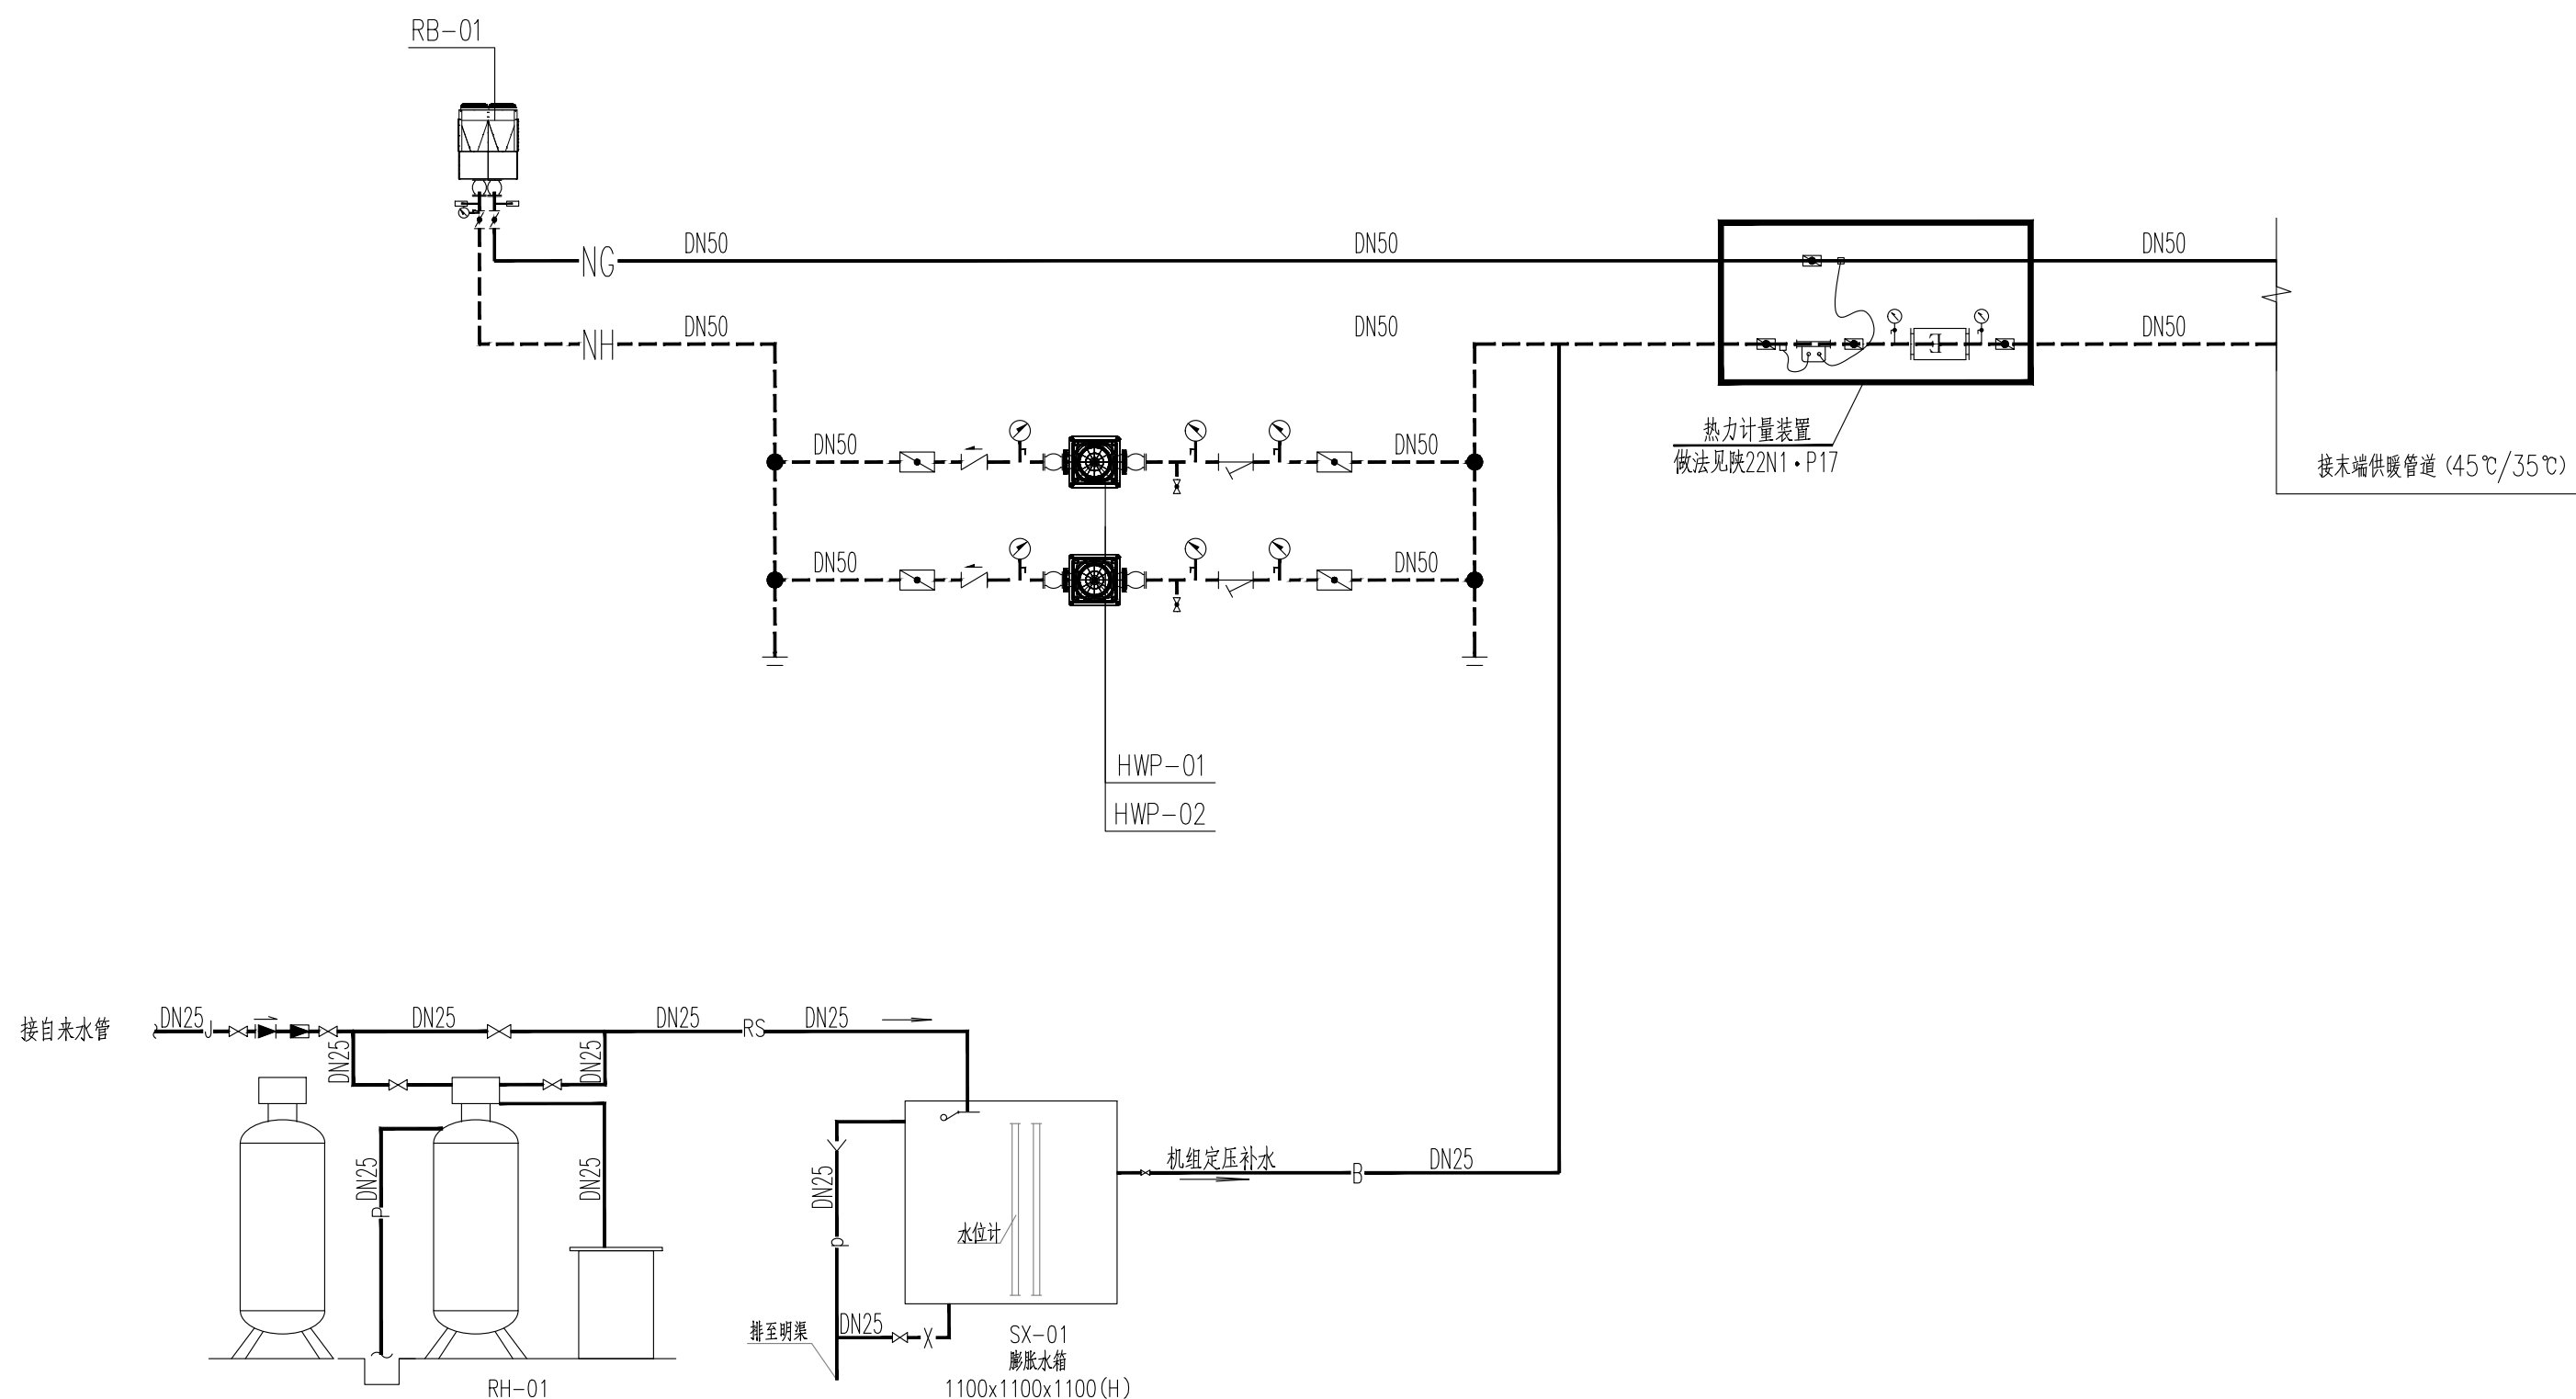 RB-01
NG
DN50
DN50
DN50
NH
DN50
DN50
DN50
DN50
DN50
热力计量装置
做法见陕22N1·P17
接末端供暖管道(45℃/35℃)
DN50
DN50
HWP-01
HWP-02
接自来水管
DN25
J
DN25
DN25
RS
DN25
DN25
DN25
DN25
P
DN25
DN25
p
机组定压补水
B
DN25
水位计
排至明渠
DN25
X
RH-01
SX-01
膨胀水箱
1100x1100x1100(H)
E